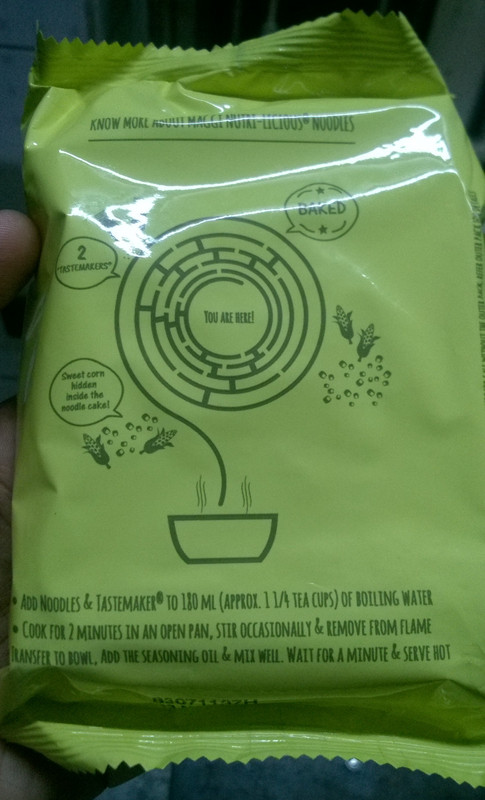 KNOW MORE ABOUT MAGGI NUTRI-LICIOUS® NOODLES
BAKED
2
"TASTEMAKERS"
YOU ARE HERE!
Sweet corn
hidden
inside the
noodle cake!
• ADD NOODLES & TASTEMAKER® TO 180 ML (APPROX. 1 1/4 TEA CUPS) OF BOILING WATER
• COOK FOR 2 MINUTES IN AN OPEN PAN, STIR OCCASIONALLY & REMOVE FROM FLAME
TRANSFER TO BOWL, ADD THE SEASONING OIL & MIX WELL. WAIT FOR A MINUTE & SERVE HOT